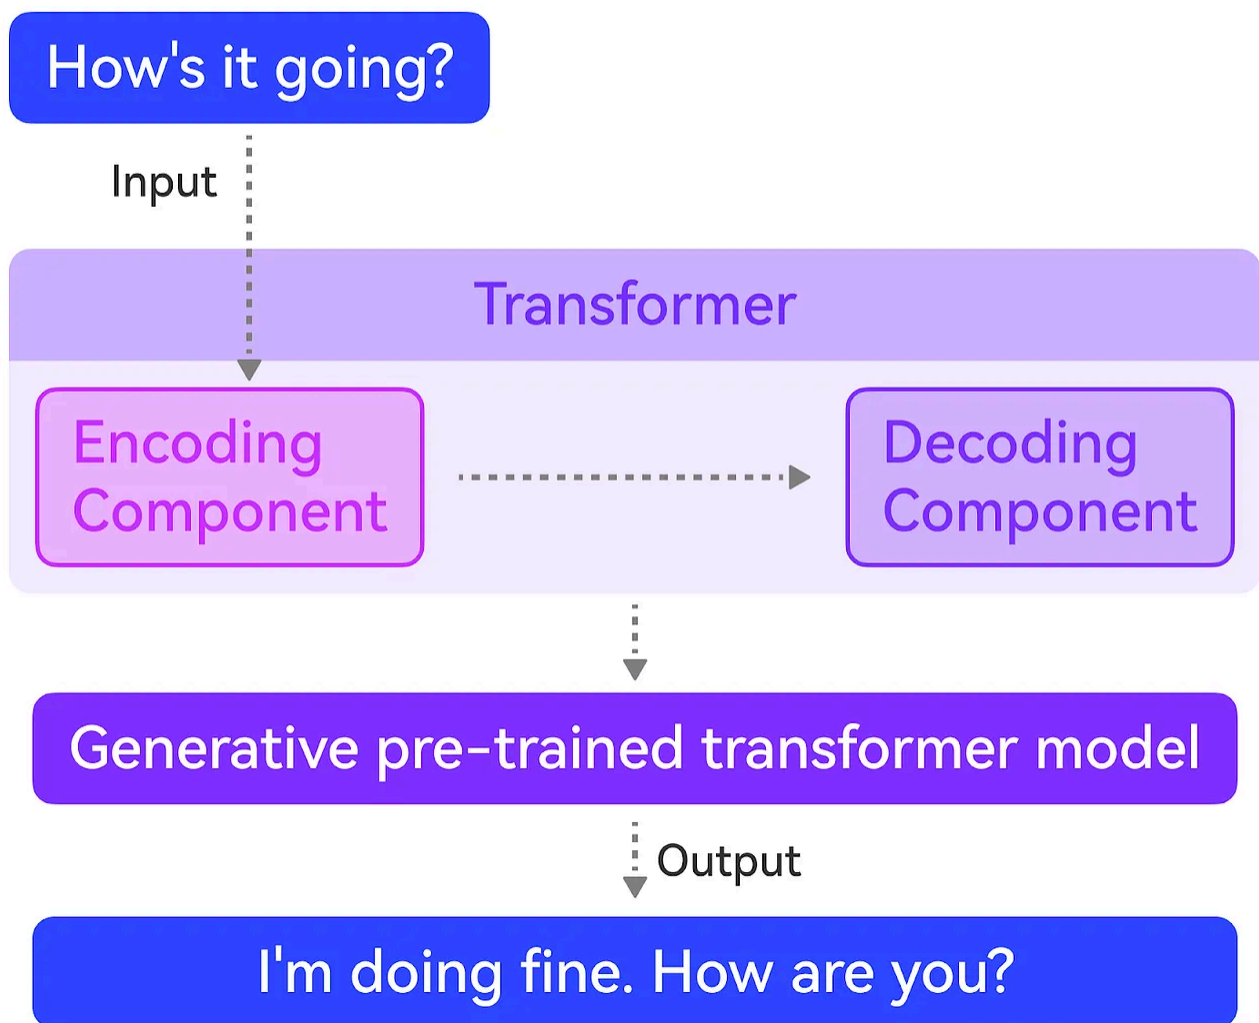 How's it going?
Input
Transformer
Encoding
Component
Decoding
Component
Generative pre-trained transformer model
Output
I'm doing fine. How are you?